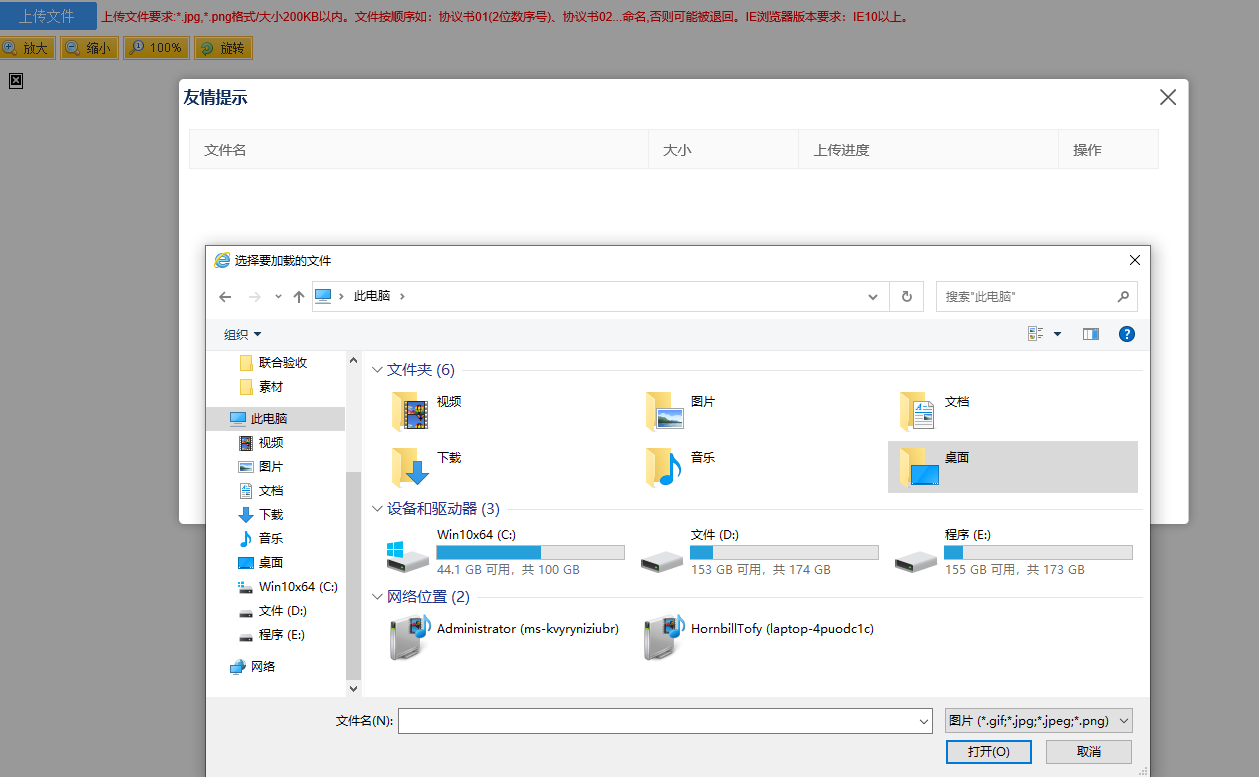 上传文件 上传文件要求:*.jpg,*.png格式/大小200KB以内。文件按顺序如：协议书01(2位数序号)、协议书02...命名,否则可能被退回。IE浏览器版本要求：IE10以上。
放大 缩小 100% 旋转
友情提示
文件名 大小 上传进度 操作
选择要加载的文件
此电脑
搜索"此电脑"
组织
联合验收
素材
此电脑
视频
图片
文档
下载
音乐
桌面
Win10x64 (C:)
文件 (D:)
程序 (E:)
网络
文件夹 (6)
视频 图片 文档
下载 音乐 桌面
设备和驱动器 (3)
Win10x64 (C:) 文件 (D:) 程序 (E:)
44.1 GB 可用，共 100 GB 153 GB 可用，共 174 GB 155 GB 可用，共 173 GB
网络位置 (2)
Administrator (ms-kvyryniziubr) HornbillTofy (laptop-4puodc1c)
文件名(N): 图片 (*.gif;*.jpg;*.jpeg;*.png)
打开(O) 取消